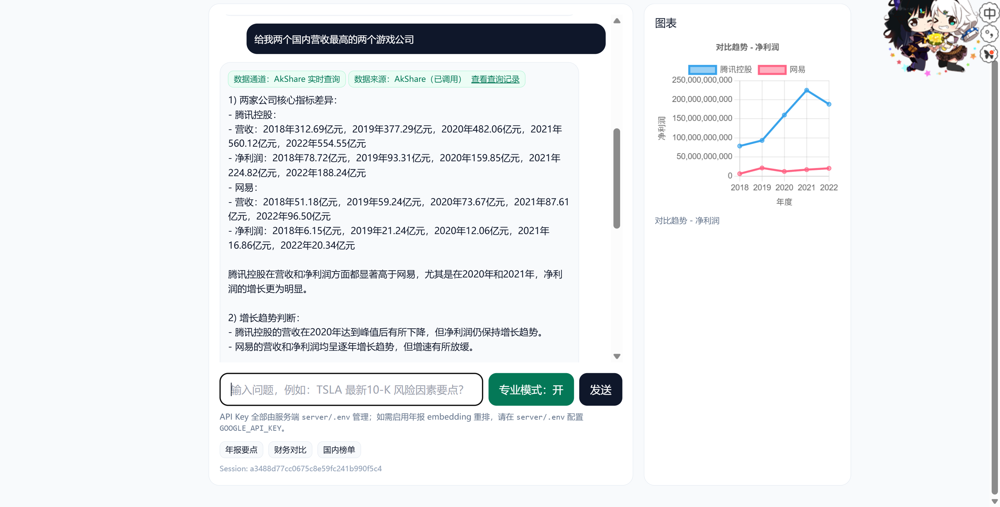 给我两个国内营收最高的两个游戏公司
数据通道：AkShare 实时查询 数据来源：AkShare（已调用） 查看查询记录
1) 两家公司核心指标差异：
- 腾讯控股：
- 营收：2018年312.69亿元，2019年377.29亿元，2020年482.06亿元，2021年
560.12亿元，2022年554.55亿元
- 净利润：2018年78.72亿元，2019年93.31亿元，2020年159.85亿元，2021年
224.82亿元，2022年188.24亿元
- 网易：
- 营收：2018年51.18亿元，2019年59.24亿元，2020年73.67亿元，2021年87.61
亿元，2022年96.50亿元
- 净利润：2018年6.15亿元，2019年21.24亿元，2020年12.06亿元，2021年
16.86亿元，2022年20.34亿元
腾讯控股在营收和净利润方面都显著高于网易，尤其是在2020年和2021年，净利
润的增长更为明显。
2) 增长趋势判断：
- 腾讯控股的营收在2020年达到峰值后有所下降，但净利润仍保持增长趋势。
- 网易的营收和净利润均呈逐年增长趋势，但增速有所放缓。
输入问题，例如：TSLA 最新10-K 风险因素要点？
专业模式：开
发送
API Key 全部由服务端 server/.env 管理；如需启用年报 embedding 重排，请在 server/.env 配置
GOOGLE_API_KEY。
年报要点 财务对比 国内榜单
Session: a3488d77cc0675c8e59fc241b990f5c4
图表
对比趋势 - 净利润
腾讯控股 网易
250,000,000,000
200,000,000,000
150,000,000,000
100,000,000,000
50,000,000,000
0
净利润
2018 2019 2020 2021 2022
年度
对比趋势 - 净利润
中